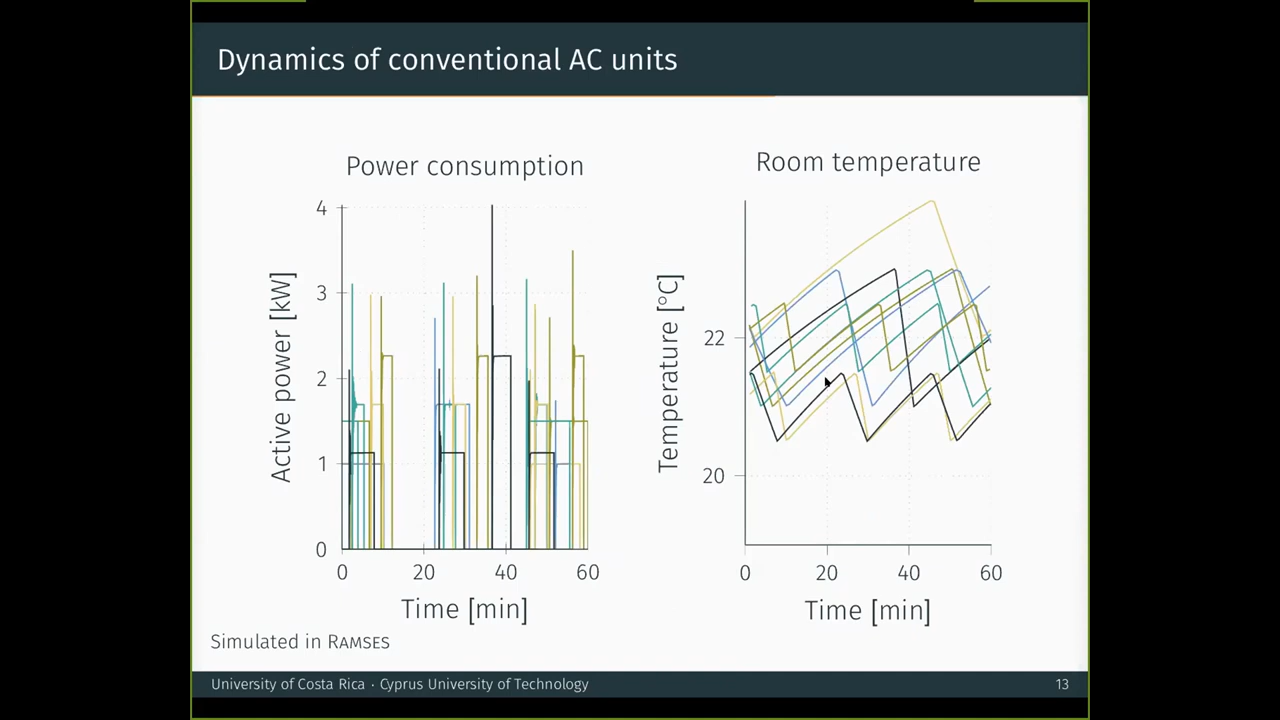 Dynamics of conventional AC units
Power consumption
4
3
2
1
0
0 20 40 60
Active power [kW]
Time [min]
Room temperature
22
20
0 20 40 60
Temperature [°C]
Time [min]
Simulated in RAMSES
University of Costa Rica · Cyprus University of Technology
13